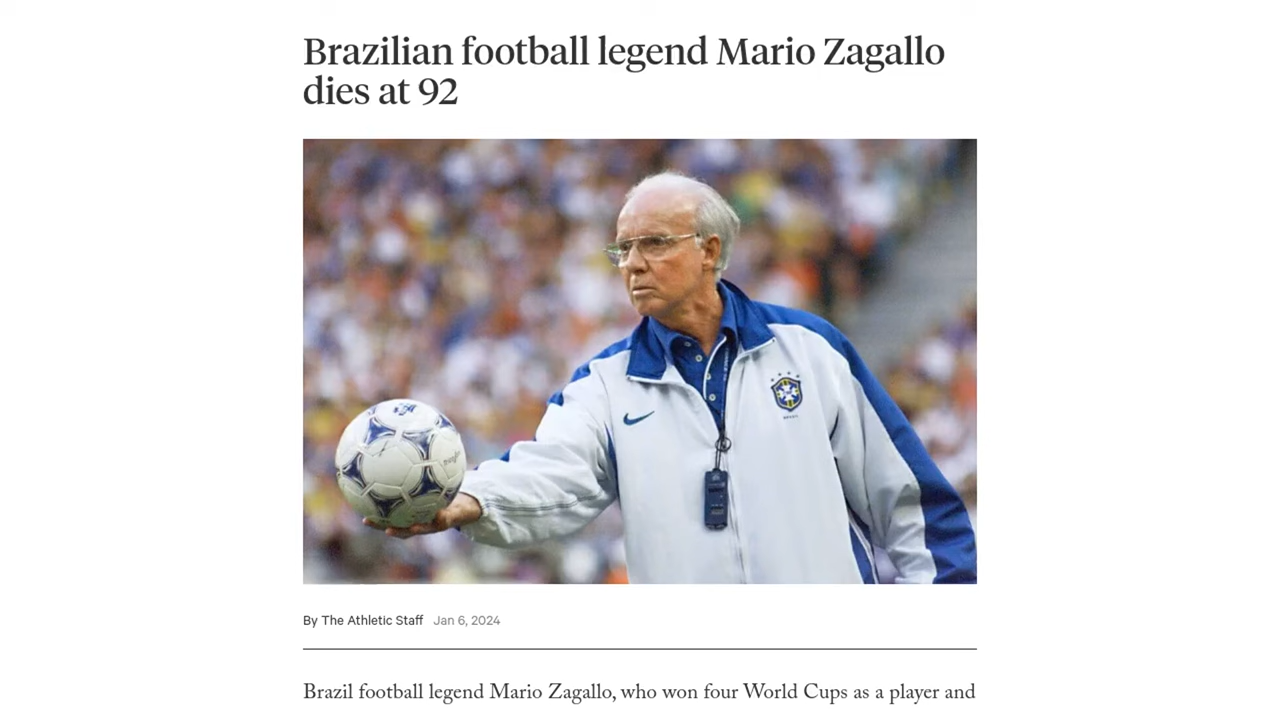 Brazilian football legend Mario Zagallo
dies at 92
By The Athletic Staff Jan 6, 2024
Brazil football legend Mario Zagallo, who won four World Cups as a player and